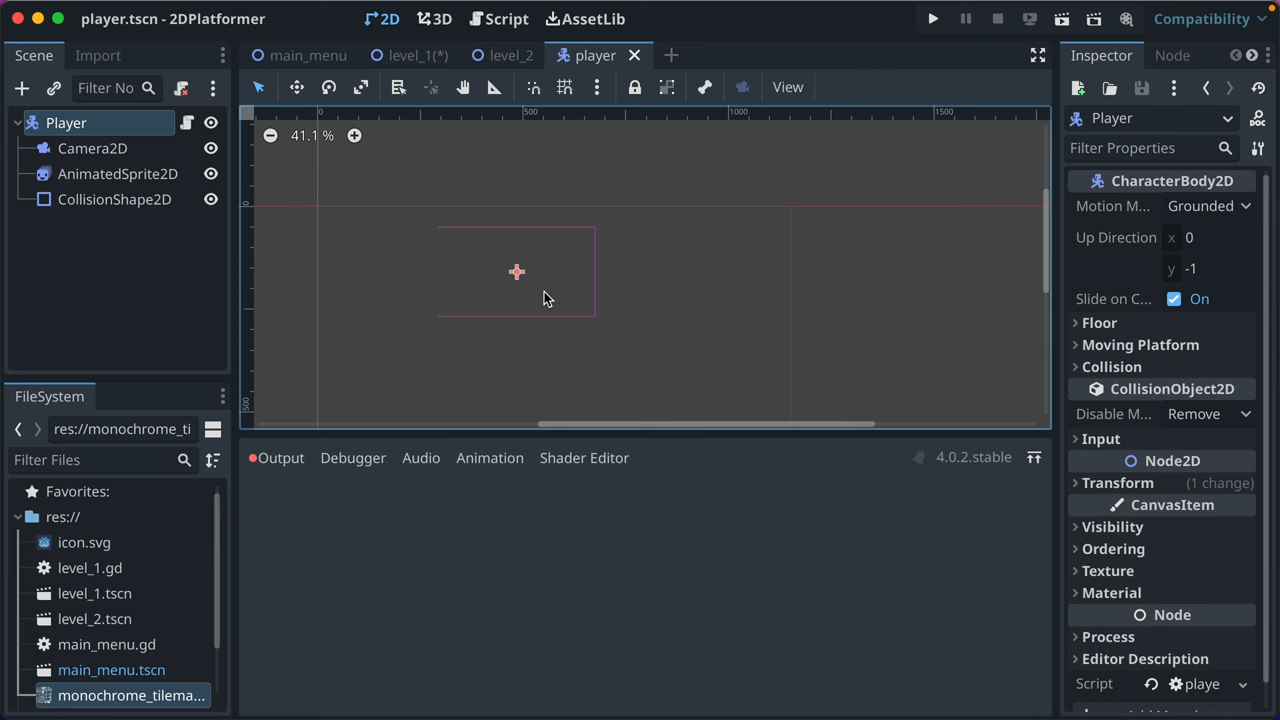 player.tscn - 2DPlatformer
2D
3D
Script
AssetLib
Compatibility
Scene
Import
main_menu
level_1(*)
level_2
player
Inspector
Node
Filter No
View
Player
Camera2D
AnimatedSprite2D
CollisionShape2D
0
500
1000
1500
0
500
41.1 %
Player
Filter Properties
CharacterBody2D
Motion M...
Grounded
Up Direction
x
0
y
-1
Slide on C...
On
Floor
Moving Platform
Collision
CollisionObject2D
Disable M...
Remove
Input
Node2D
Transform
(1 change)
CanvasItem
Visibility
Ordering
Texture
Material
Node
Process
Editor Description
Script
playe
FileSystem
res://monochrome_ti
Filter Files
Favorites:
res://
icon.svg
level_1.gd
level_1.tscn
level_2.tscn
main_menu.gd
main_menu.tscn
monochrome_tilema...
Output
Debugger
Audio
Animation
Shader Editor
4.0.2.stable